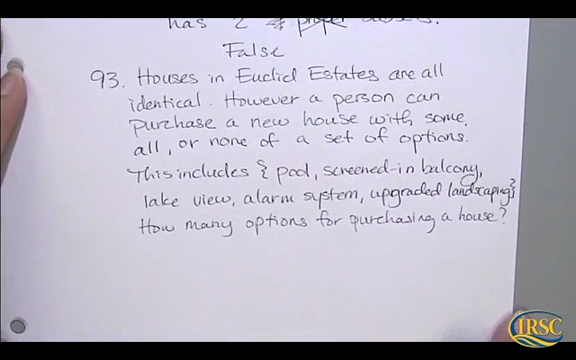 has 2
False
93. Houses in Euclid Estates are all
identical. However a person can
purchase a new house with some,
all, or none of a set of options.
This includes { pool, screened-in balcony,
lake view, alarm system, upgraded landscaping}
How many options for purchasing a house?
IRSC